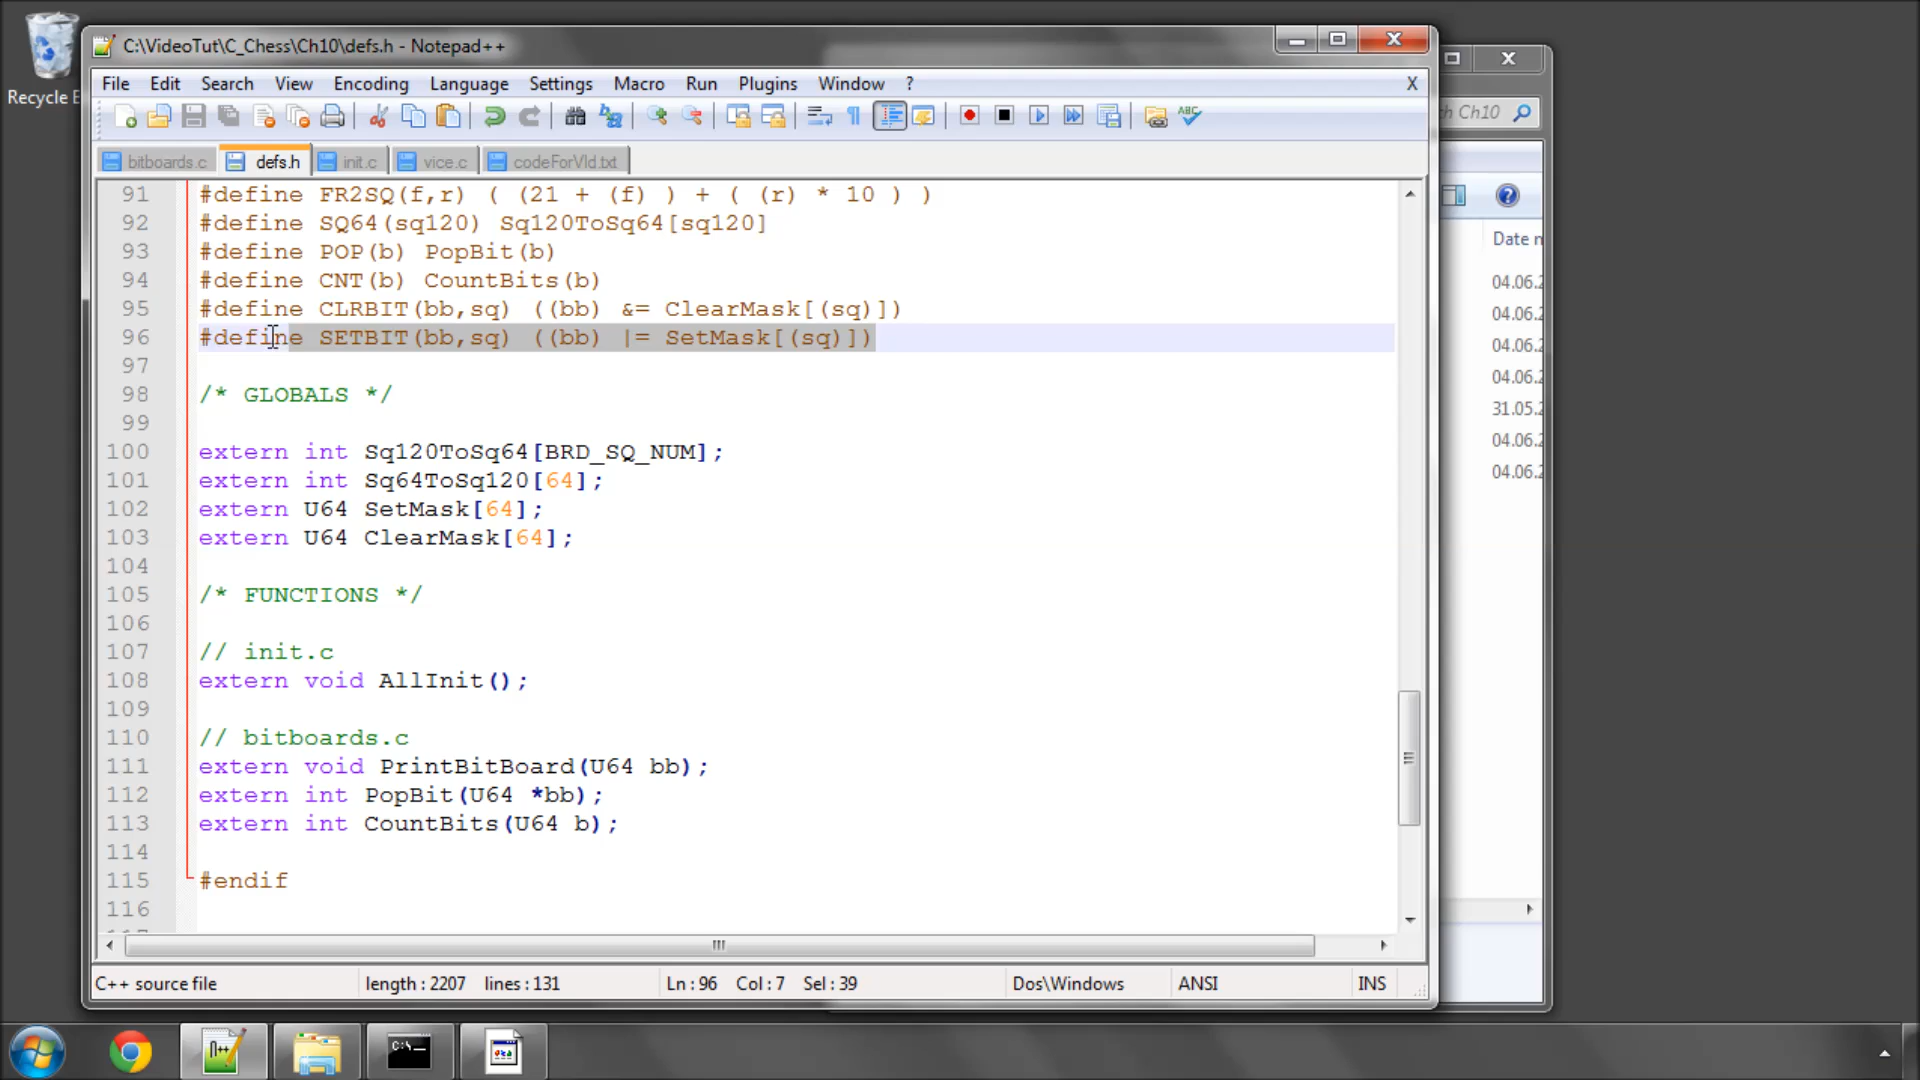 Recycle B
C:\VideoTut\C_Chess\Ch10\defs.h - Notepad++
File Edit Search View Encoding Language Settings Macro Run Plugins Window ? X
Ch10
bitboards.c defs.h init.c vice.c codeForVid.txt
91 #define FR2SQ(f,r) ( (21 + (f) ) + ( (r) * 10 ) )
92 #define SQ64(sq120) Sq120ToSq64[sq120]
93 #define POP(b) PopBit(b)
94 #define CNT(b) CountBits(b)
95 #define CLRBIT(bb,sq) ((bb) &= ClearMask[(sq)])
96 #define SETBIT(bb,sq) ((bb) |= SetMask[(sq)])
97
98 /* GLOBALS */
99
100 extern int Sq120ToSq64[BRD_SQ_NUM];
101 extern int Sq64ToSq120[64];
102 extern U64 SetMask[64];
103 extern U64 ClearMask[64];
104
105 /* FUNCTIONS */
106
107 // init.c
108 extern void AllInit();
109
110 // bitboards.c
111 extern void PrintBitBoard(U64 bb);
112 extern int PopBit(U64 *bb);
113 extern int CountBits(U64 b);
114
115 #endif
116
Date
04.06.
04.06.
04.06.
04.06.
31.05.
04.06.
04.06.
C++ source file length : 2207 lines : 131 Ln : 96 Col : 7 Sel : 39 Dos\Windows ANSI INS